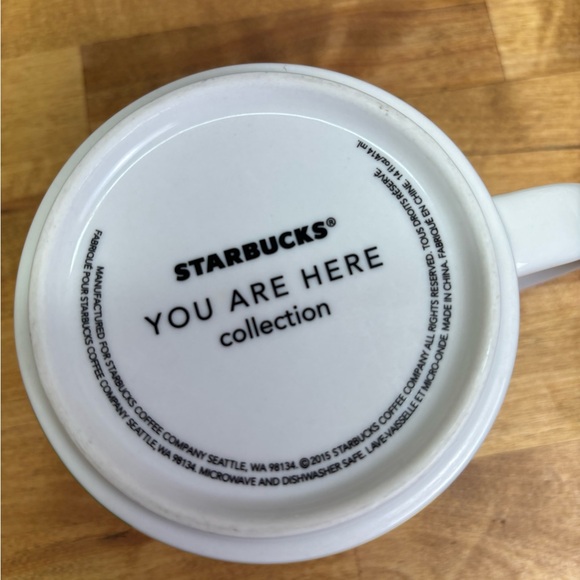 STARBUCKS®
YOU ARE HERE
collection
MANUFACTURED FOR STARBUCKS COFFEE COMPANY SEATTLE, WA 98134. ©2015 STARBUCKS COFFEE COMPANY ALL RIGHTS RESERVED. TOUS DROITS RÉSERVÉ.
FABRIQUÉ POUR STARBUCKS COFFEE COMPANY SEATTLE, WA 98134. MICROWAVE AND DISHWASHER SAFE. LAVE-VAISSELLE ET MICRO-ONDE. MADE IN CHINA. FABRIQUÉ EN CHINE. 14 fl oz/414 mL